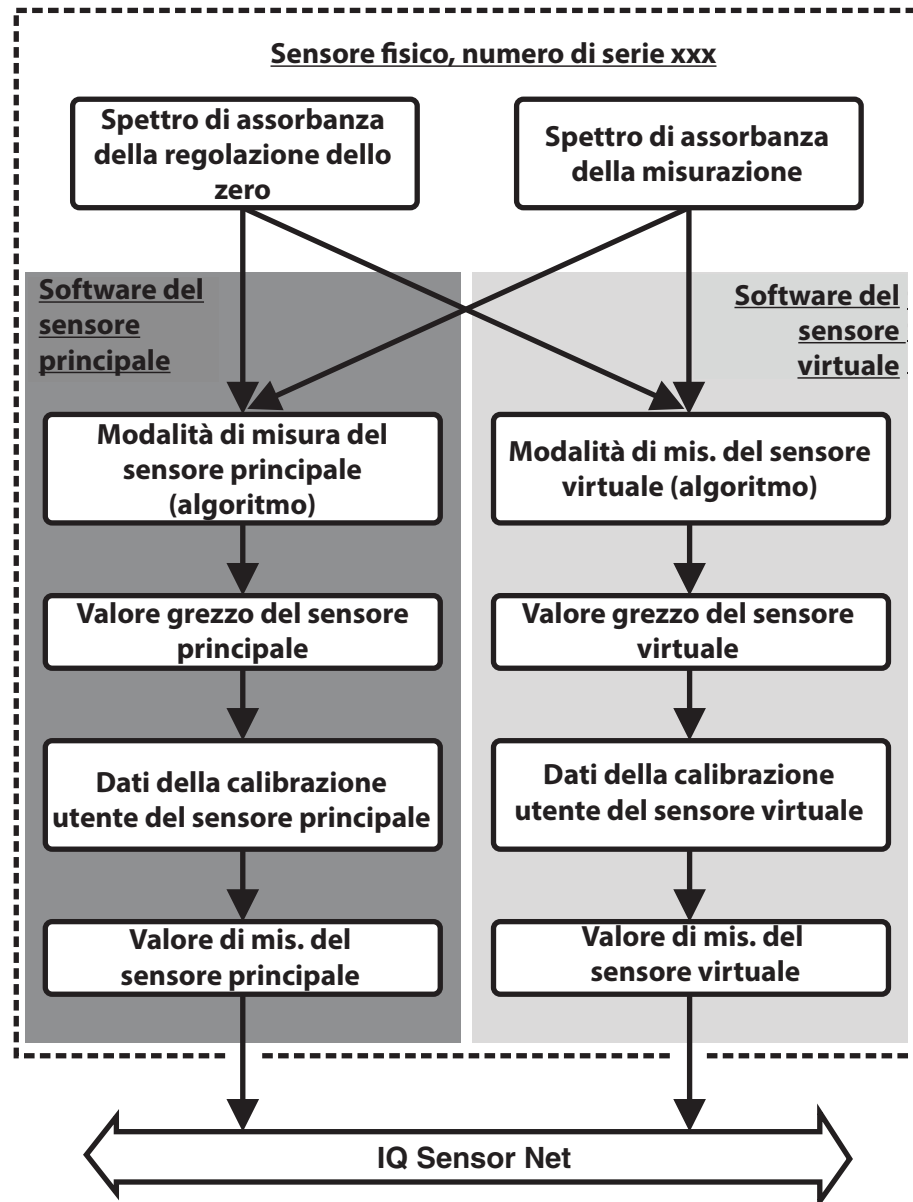 Sensore fisico, numero di serie xxx
Spettro di assorbanza
della regolazione dello
zero
Spettro di assorbanza
della misurazione
Software del
sensore
principale
Software del
sensore
virtuale
Modalità di misura del
sensore principale
(algoritmo)
Modalità di mis. del sensore
virtuale (algoritmo)
Valore grezzo del sensore
principale
Valore grezzo del sensore
virtuale
Dati della calibrazione
utente del sensore principale
Dati della calibrazione
utente del sensore virtuale
Valore di mis. del
sensore principale
Valore di mis. del
sensore virtuale
IQ Sensor Net